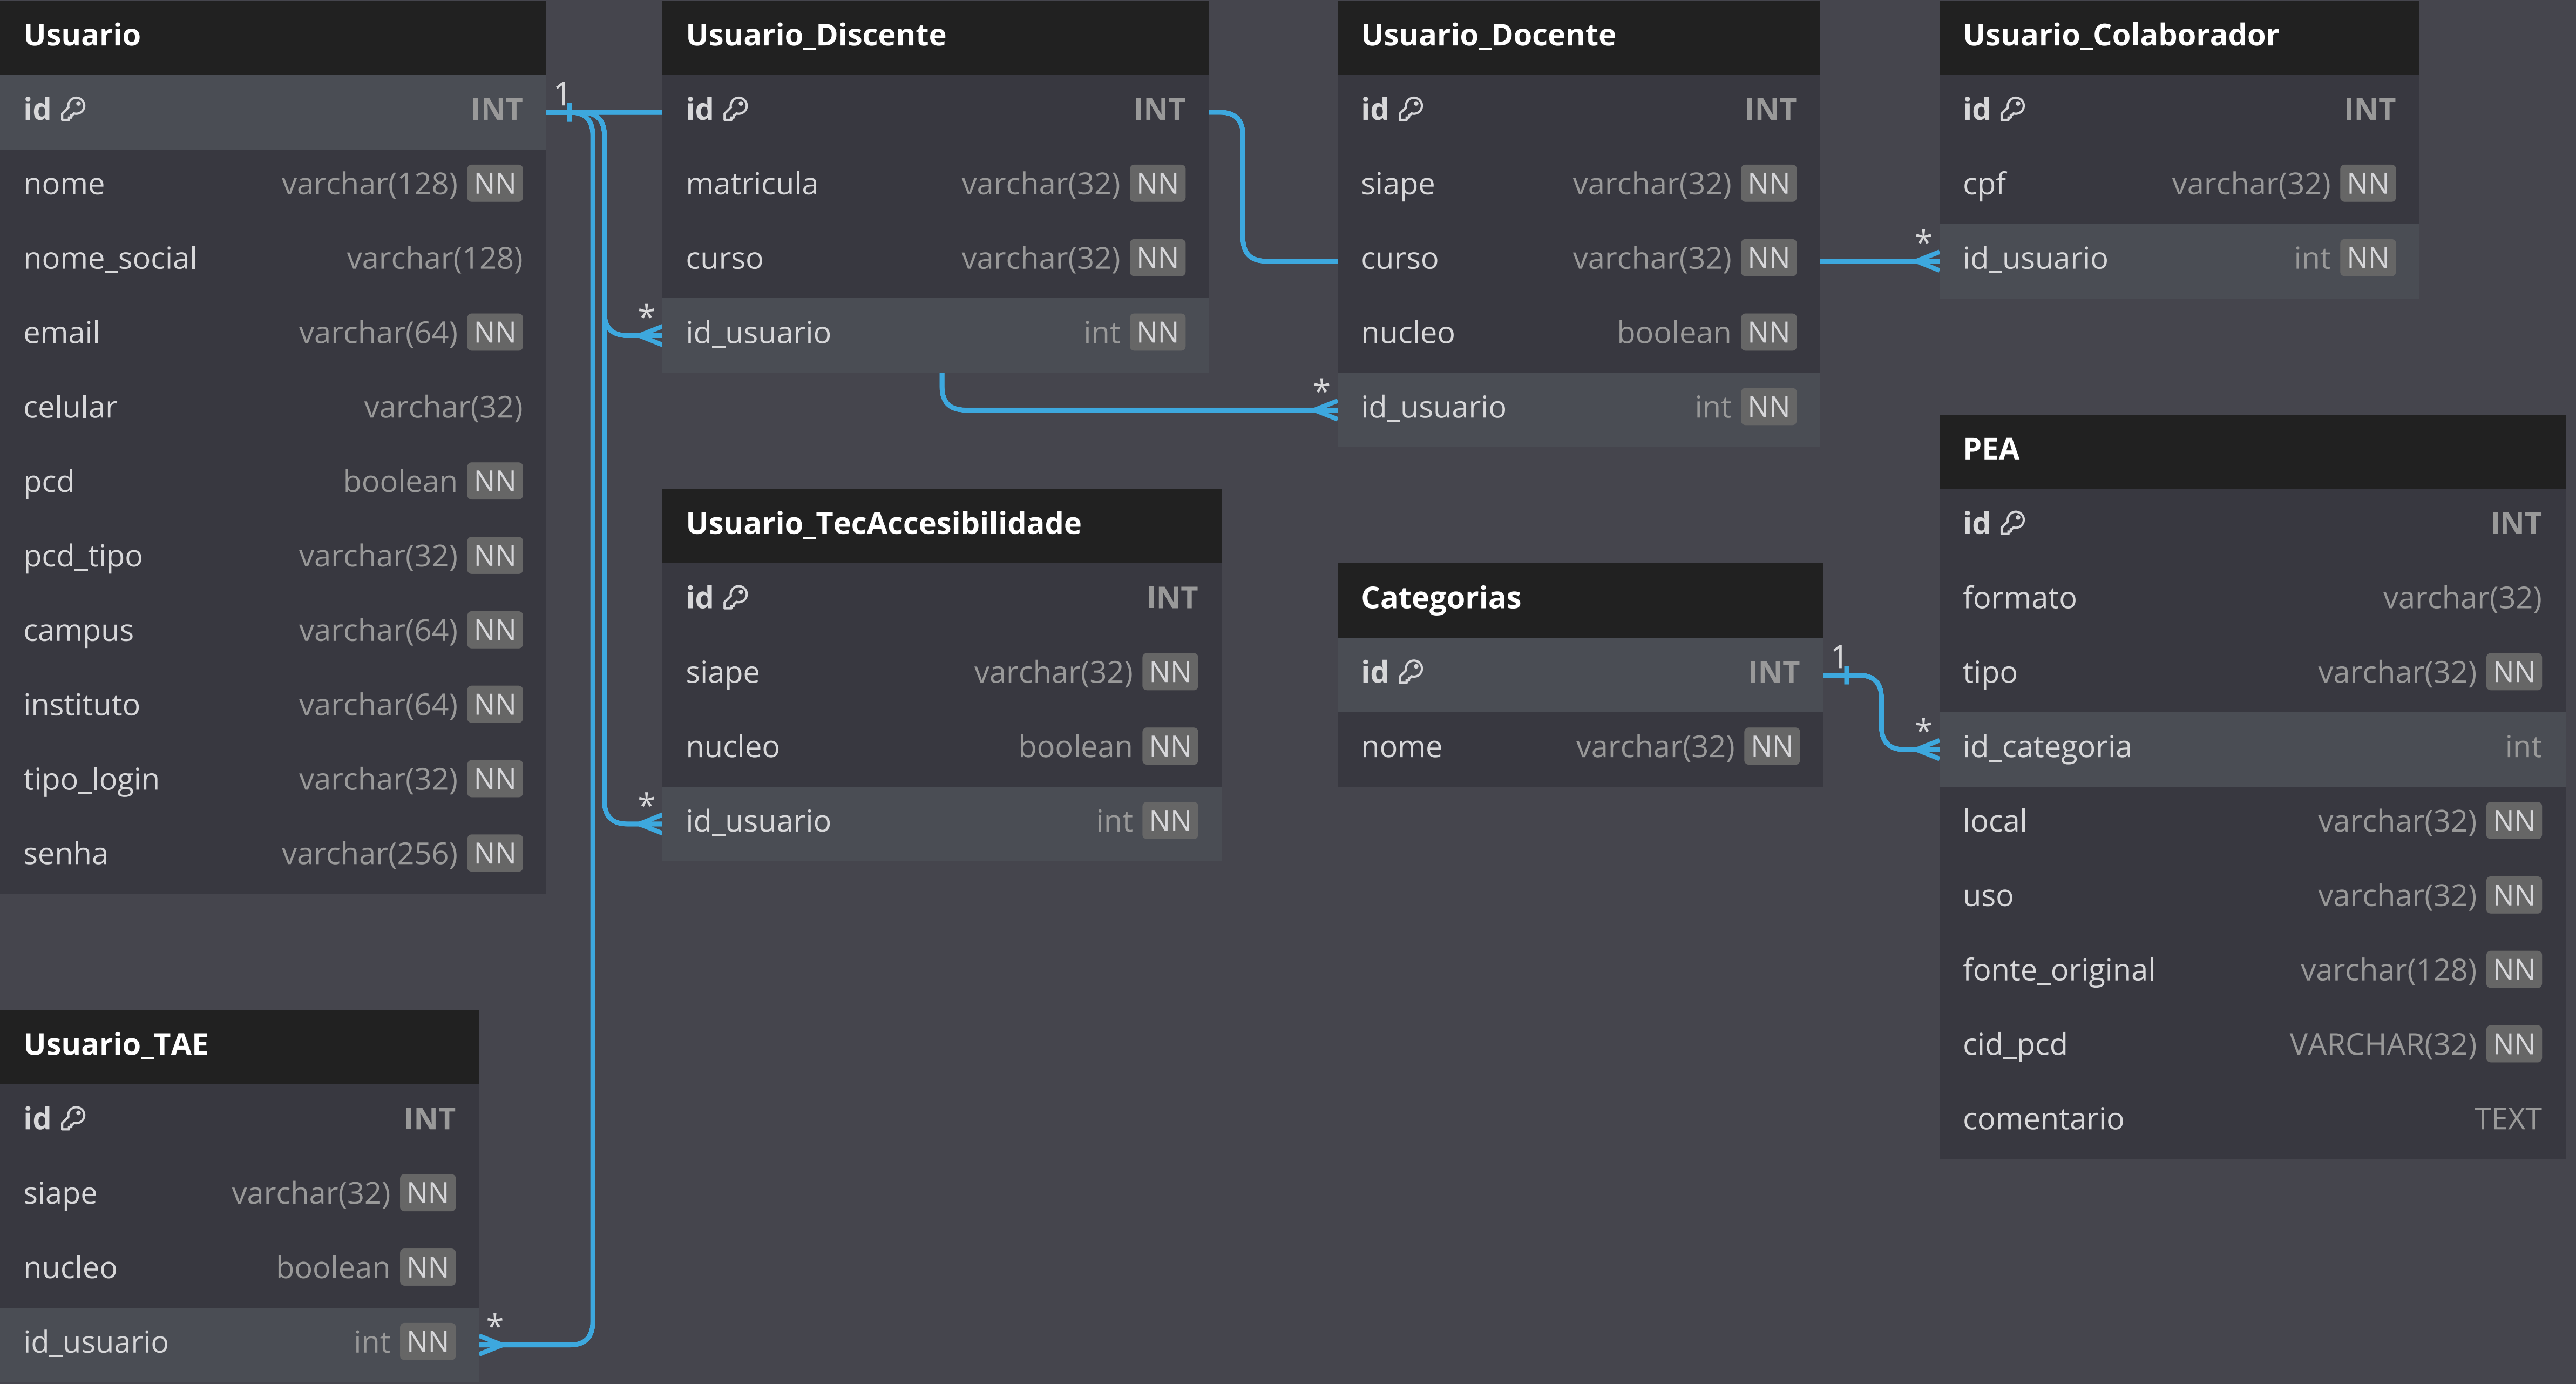 Usuario
id INT
nome varchar(128) NN
nome_social varchar(128)
email varchar(64) NN
celular varchar(32)
pcd boolean NN
pcd_tipo varchar(32) NN
campus varchar(64) NN
instituto varchar(64) NN
tipo_login varchar(32) NN
senha varchar(256) NN
1
Usuario_Discente
id INT
matricula varchar(32) NN
curso varchar(32) NN
* id_usuario int NN
Usuario_Docente
id INT
siape varchar(32) NN
curso varchar(32) NN
nucleo boolean NN
* id_usuario int NN
Usuario_Colaborador
id INT
cpf varchar(32) NN
* id_usuario int NN
Usuario_TecAccesibilidade
id INT
siape varchar(32) NN
nucleo boolean NN
* id_usuario int NN
Categorias
id INT 1
nome varchar(32) NN
PEA
id INT
formato varchar(32)
tipo varchar(32) NN
* id_categoria int
local varchar(32) NN
uso varchar(32) NN
fonte_original varchar(128) NN
cid_pcd VARCHAR(32) NN
comentario TEXT
Usuario_TAE
id INT
siape varchar(32) NN
nucleo boolean NN
id_usuario int NN *